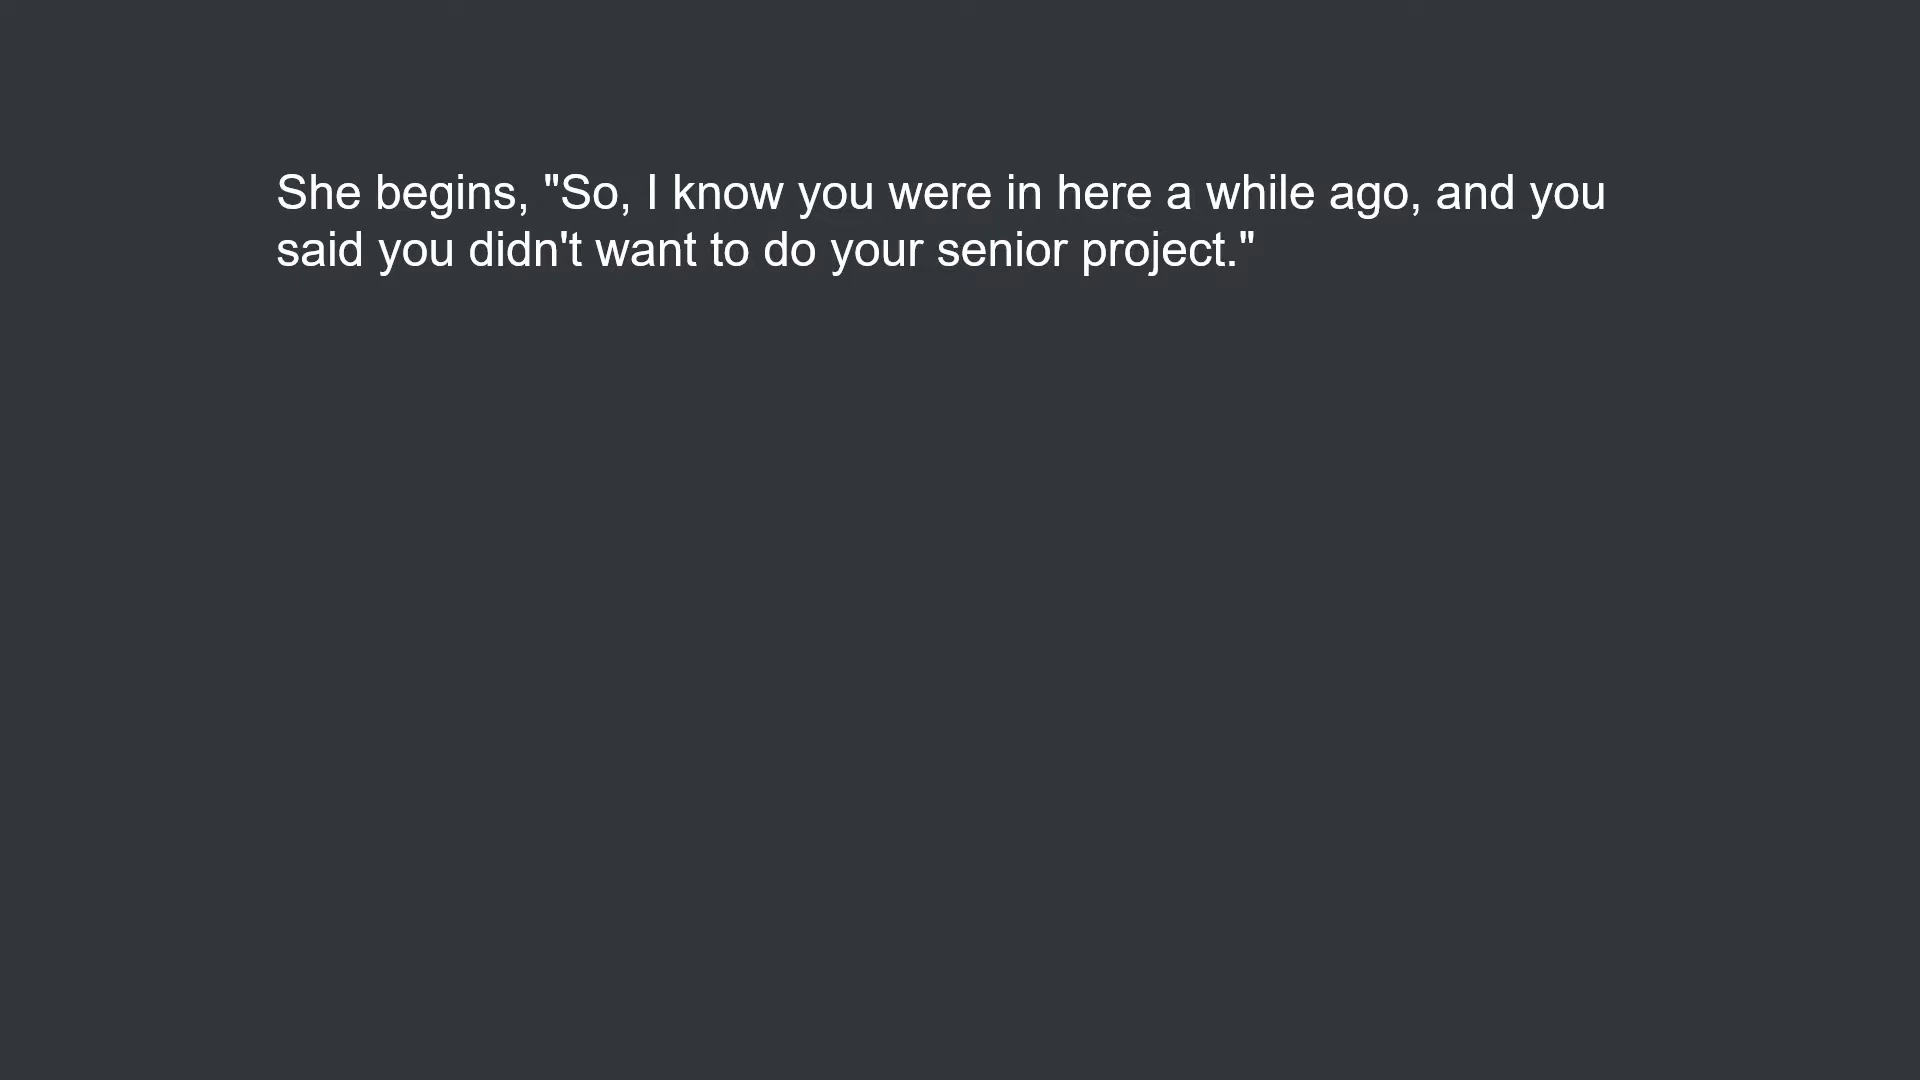 She begins, "So, I know you were in here a while ago, and you
said you didn't want to do your senior project."